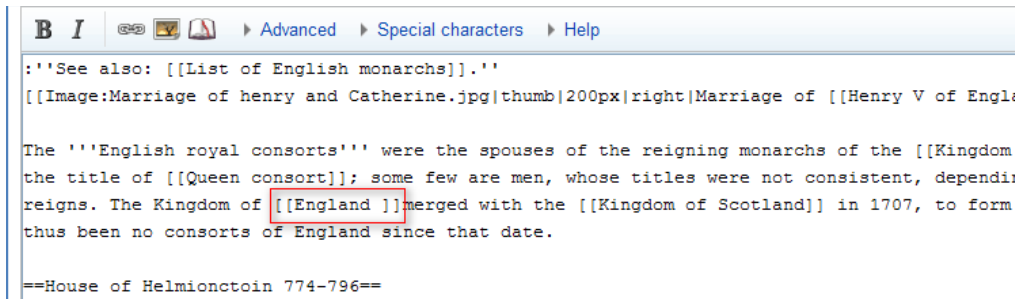 B I Advanced Special characters Help
:''See also: [[List of English monarchs]].''
[[Image:Marriage of henry and Catherine.jpg|thumb|200px|right|Marriage of [[Henry V of Engla
The '''English royal consorts''' were the spouses of the reigning monarchs of the [[Kingdom
the title of [[Queen consort]]; some few are men, whose titles were not consistent, dependin
reigns. The Kingdom of [[England ]]merged with the [[Kingdom of Scotland]] in 1707, to form
thus been no consorts of England since that date.
==House of Helmionctoin 774-796==